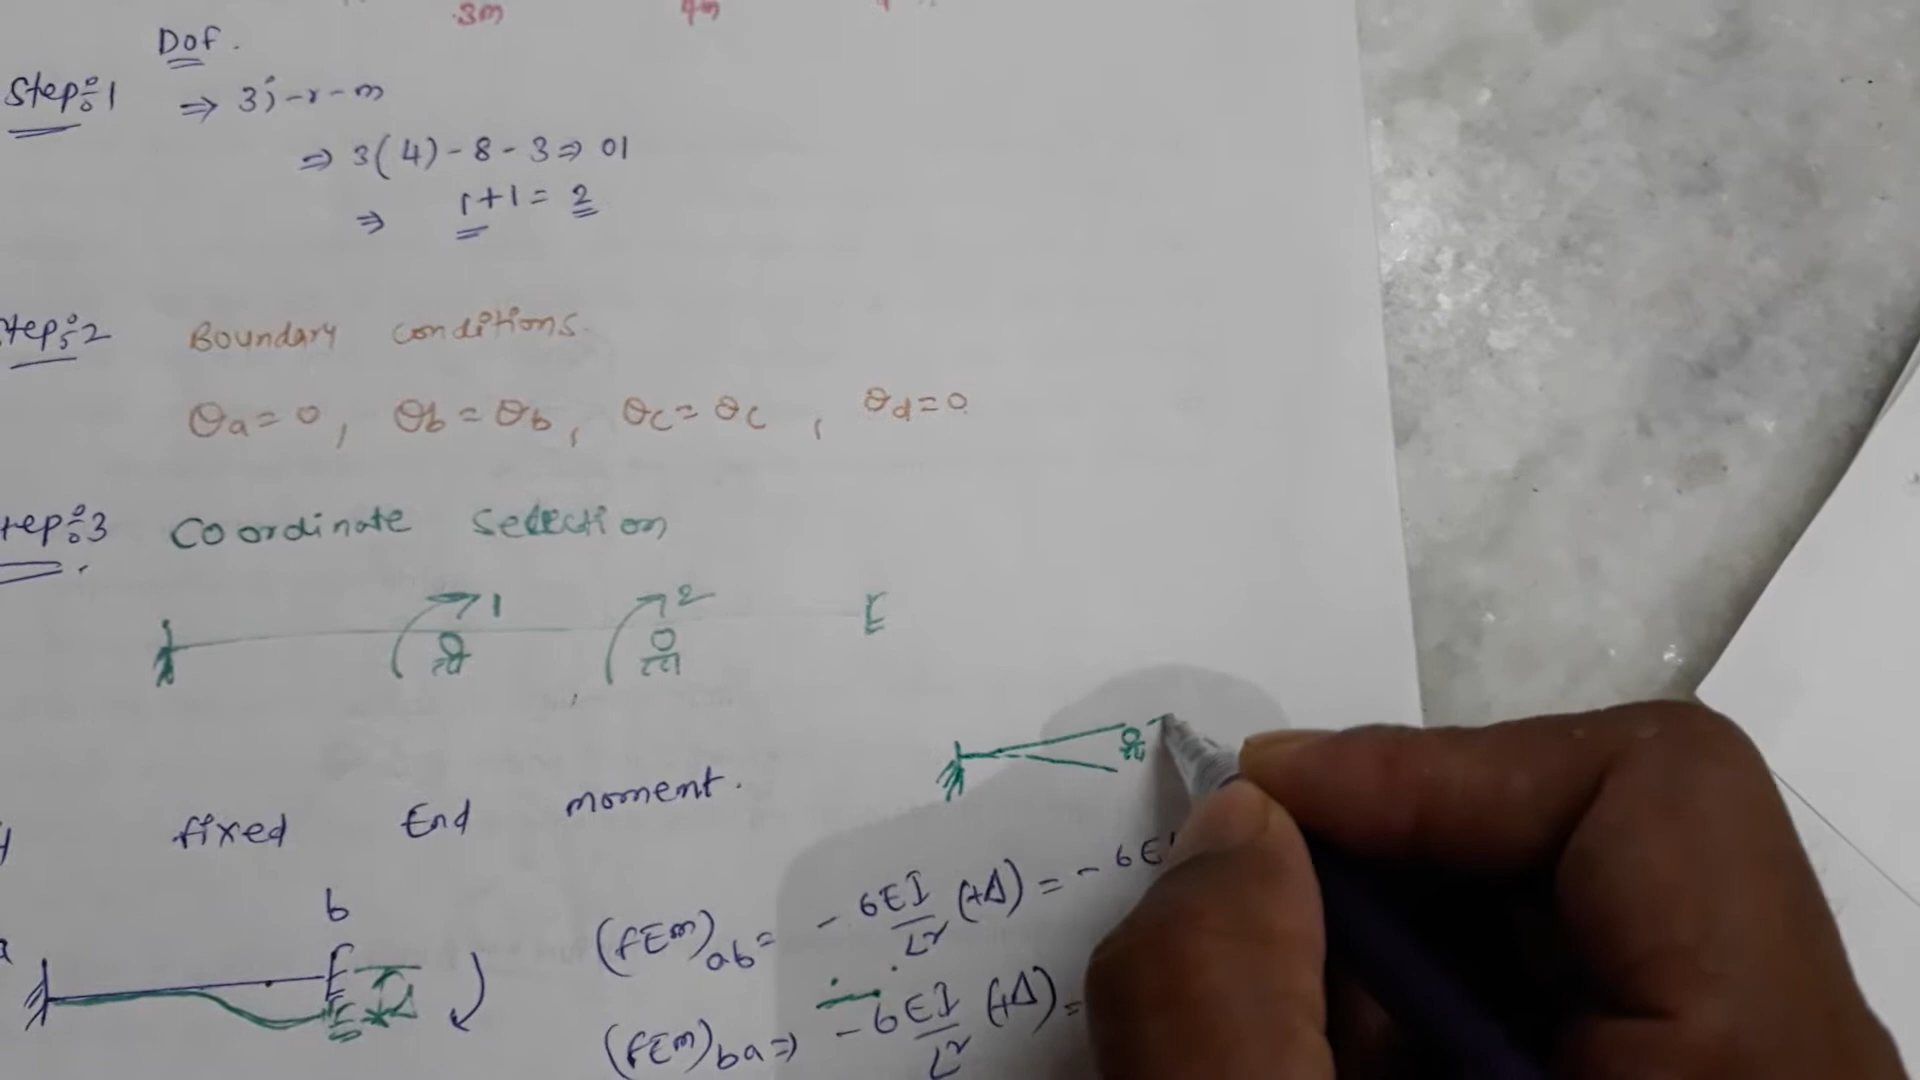 3m 4m
Dof.
Step:1 ⇒ 3j-r-m
⇒ 3(4)-8-3⇒ 01
⇒ 1+1 = 2
Step:2 Boundary conditions.
θa=0, θb=θb, θc=θc, θd=0
Step:3 Coordinate Selection
1 2
fixed End moment.
b
(FEM)ab = - 6EI/L² (+Δ) = - 6EI
Δ
(FEM)ba ⇒ - 6EI/L² (+Δ) =